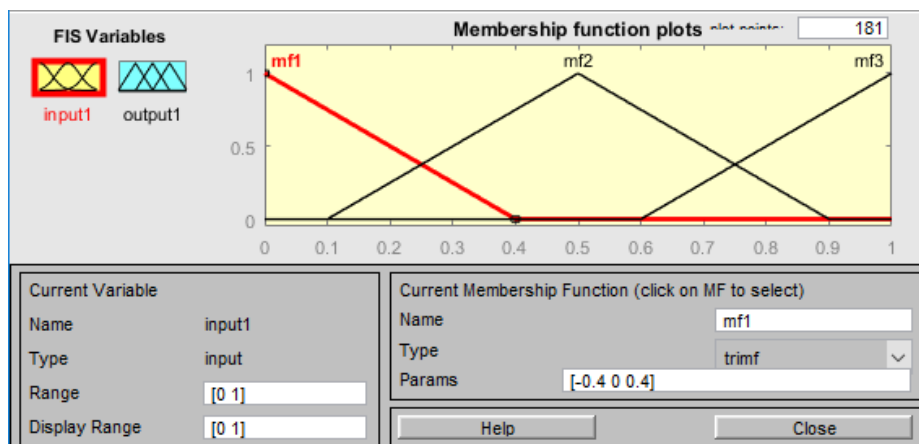 FIS Variables
input1 output1
Membership function plots plot points: 181
mf1 mf2 mf3
1
0.5
0
0 0.1 0.2 0.3 0.4 0.5 0.6 0.7 0.8 0.9 1
Current Variable
Name input1
Type input
Range [0 1]
Display Range [0 1]
Current Membership Function (click on MF to select)
Name mf1
Type trimf
Params [-0.4 0 0.4]
Help Close